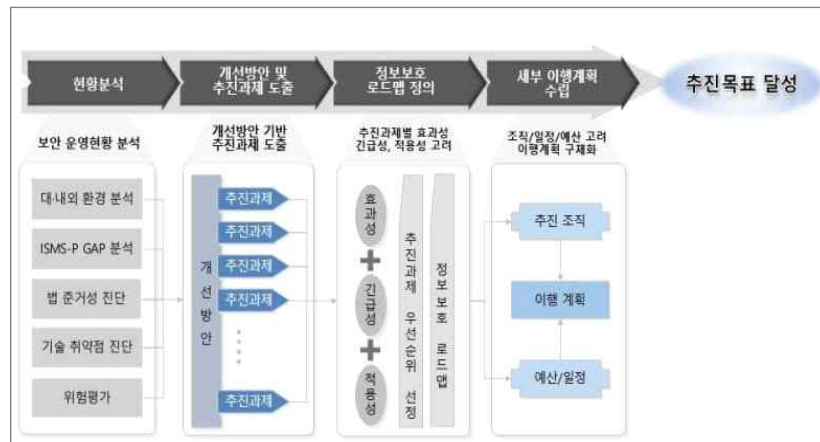 현황분석
개선방안 및
추진과제 도출
정보보호
로드맵 정의
세부 이행계획
수립
추진목표 달성
보안 운영현황 분석
대·내외 환경 분석
ISMS-P GAP 분석
법 준거성 진단
기술 취약점 진단
위험평가
개선방안 기반
추진과제 도출
개선방안
추진과제
추진과제
추진과제
추진과제
추진과제
추진과제별 효과성
긴급성, 적용성 고려
효과성
긴급성
적용성
추진과제 우선순위 선정
정보보호 로드맵
조직/일정/예산 고려
이행계획 구체화
추진 조직
이행 계획
예산/일정